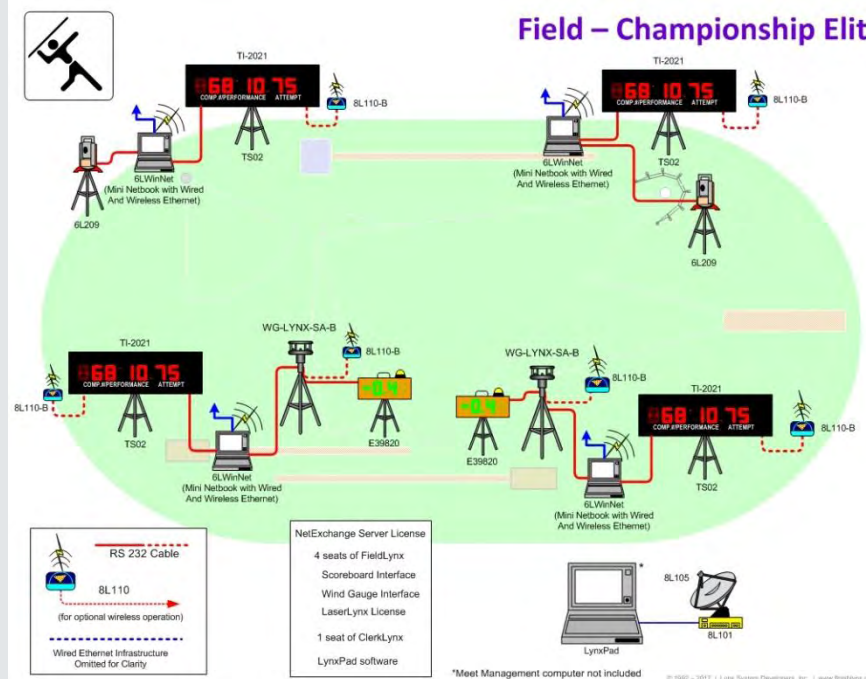 Field – Championship Elit
TI-2021
68 10 75
COMP.#/PERFORMANCE ATTEMPT
8L110-B
TS02
6LWinNet
(Mini Netbook with Wired
And Wireless Ethernet)
6L209
TI-2021
68 10 75
COMP.#/PERFORMANCE ATTEMPT
8L110-B
TS02
6LWinNet
(Mini Netbook with Wired
And Wireless Ethernet)
6L209
TI-2021
68 10 75
COMP.#/PERFORMANCE ATTEMPT
8L110-B
TS02
WG-LYNX-SA-B
8L110-B
-0.4
E39820
6LWinNet
(Mini Netbook with Wired
And Wireless Ethernet)
WG-LYNX-SA-B
8L110-B
-0.4
E39820
TI-2021
68 10 75
COMP.#/PERFORMANCE ATTEMPT
8L110-B
TS02
6LWinNet
(Mini Netbook with Wired
And Wireless Ethernet)
RS 232 Cable
8L110
(for optional wireless operation)
Wired Ethernet Infrastructure
Omitted for Clarity
NetExchange Server License
4 seats of FieldLynx
Scoreboard Interface
Wind Gauge Interface
LaserLynx License
1 seat of ClerkLynx
LynxPad software
*
LynxPad
8L105
8L101
*Meet Management computer not included